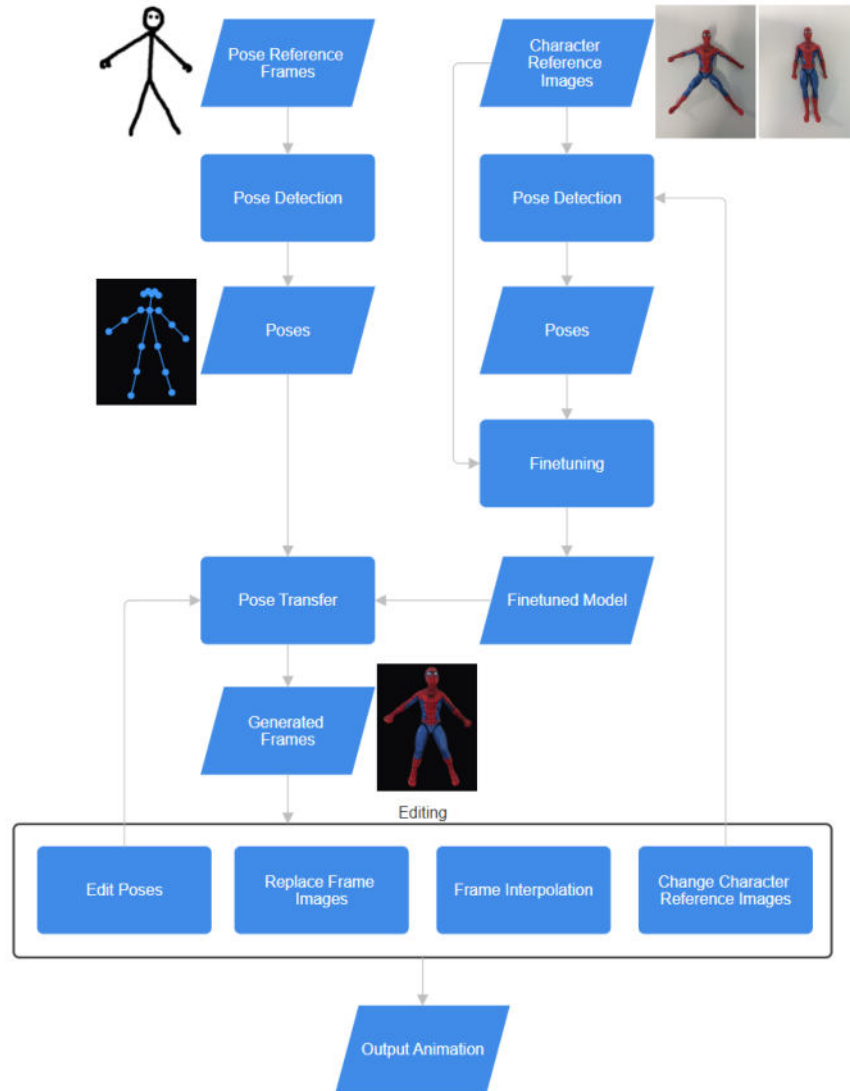 Pose Reference
Frames
Character
Reference
Images
Pose Detection
Pose Detection
Poses
Poses
Finetuning
Pose Transfer
Finetuned Model
Generated
Frames
Editing
Edit Poses
Replace Frame
Images
Frame Interpolation
Change Character
Reference Images
Output Animation